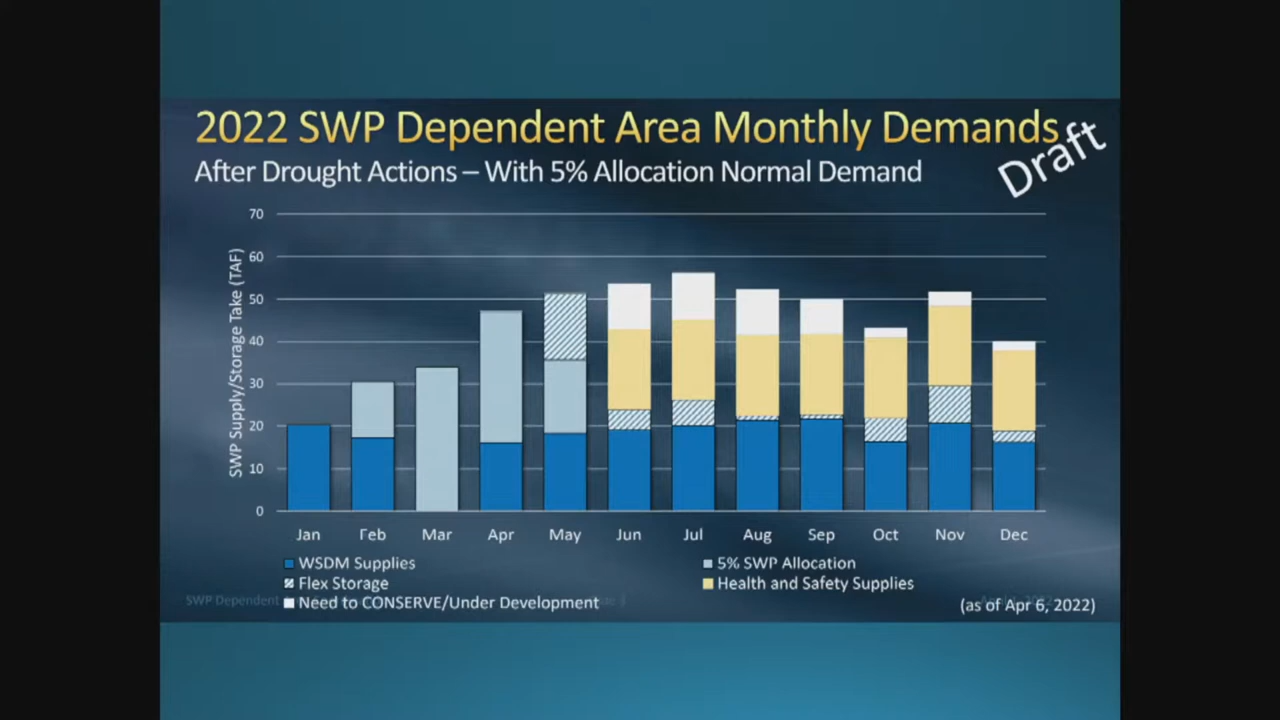 2022 SWP Dependent Area Monthly Demands
Draft
After Drought Actions – With 5% Allocation Normal Demand
SWP Supply/Storage Take (TAF)
70
60
50
40
30
20
10
0
Jan Feb Mar Apr May Jun Jul Aug Sep Oct Nov Dec
WSDM Supplies
5% SWP Allocation
Flex Storage
Health and Safety Supplies
SWP Dependent
Need to CONSERVE/Under Development
(as of Apr 6, 2022)